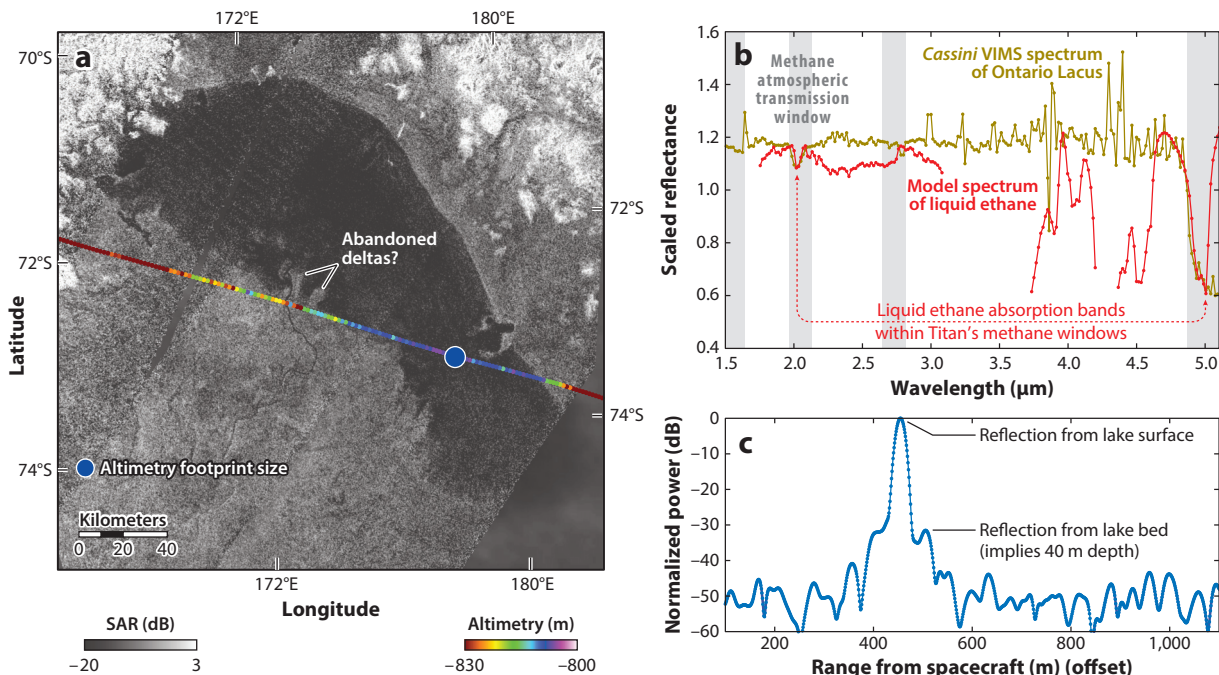 172°E
180°E
70°S
a
72°S
Abandoned
deltas?
72°S
Latitude
74°S
74°S
Altimetry footprint size
Kilometers
0 20 40
172°E
180°E
Longitude
SAR (dB)
−20 3
Altimetry (m)
−830 −800
1.6
b
Cassini VIMS spectrum
of Ontario Lacus
Methane
atmospheric
transmission
window
1.4
1.2
Model spectrum
of liquid ethane
1.0
Scaled reflectance
0.8
0.6
Liquid ethane absorption bands
within Titan's methane windows
0.4
1.5 2.0 2.5 3.0 3.5 4.0 4.5 5.0
Wavelength (μm)
0
c
Reflection from lake surface
−10
−20
Normalized power (dB)
−30
Reflection from lake bed
(implies 40 m depth)
−40
−50
−60
200 400 600 800 1,000
Range from spacecraft (m) (offset)